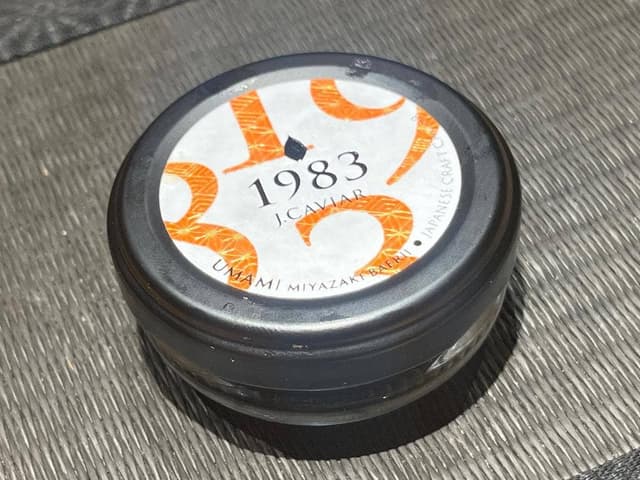 1983
J.CAVIAR
UMAMI MIYAZAKI BAERII • JAPANESE CRAFT